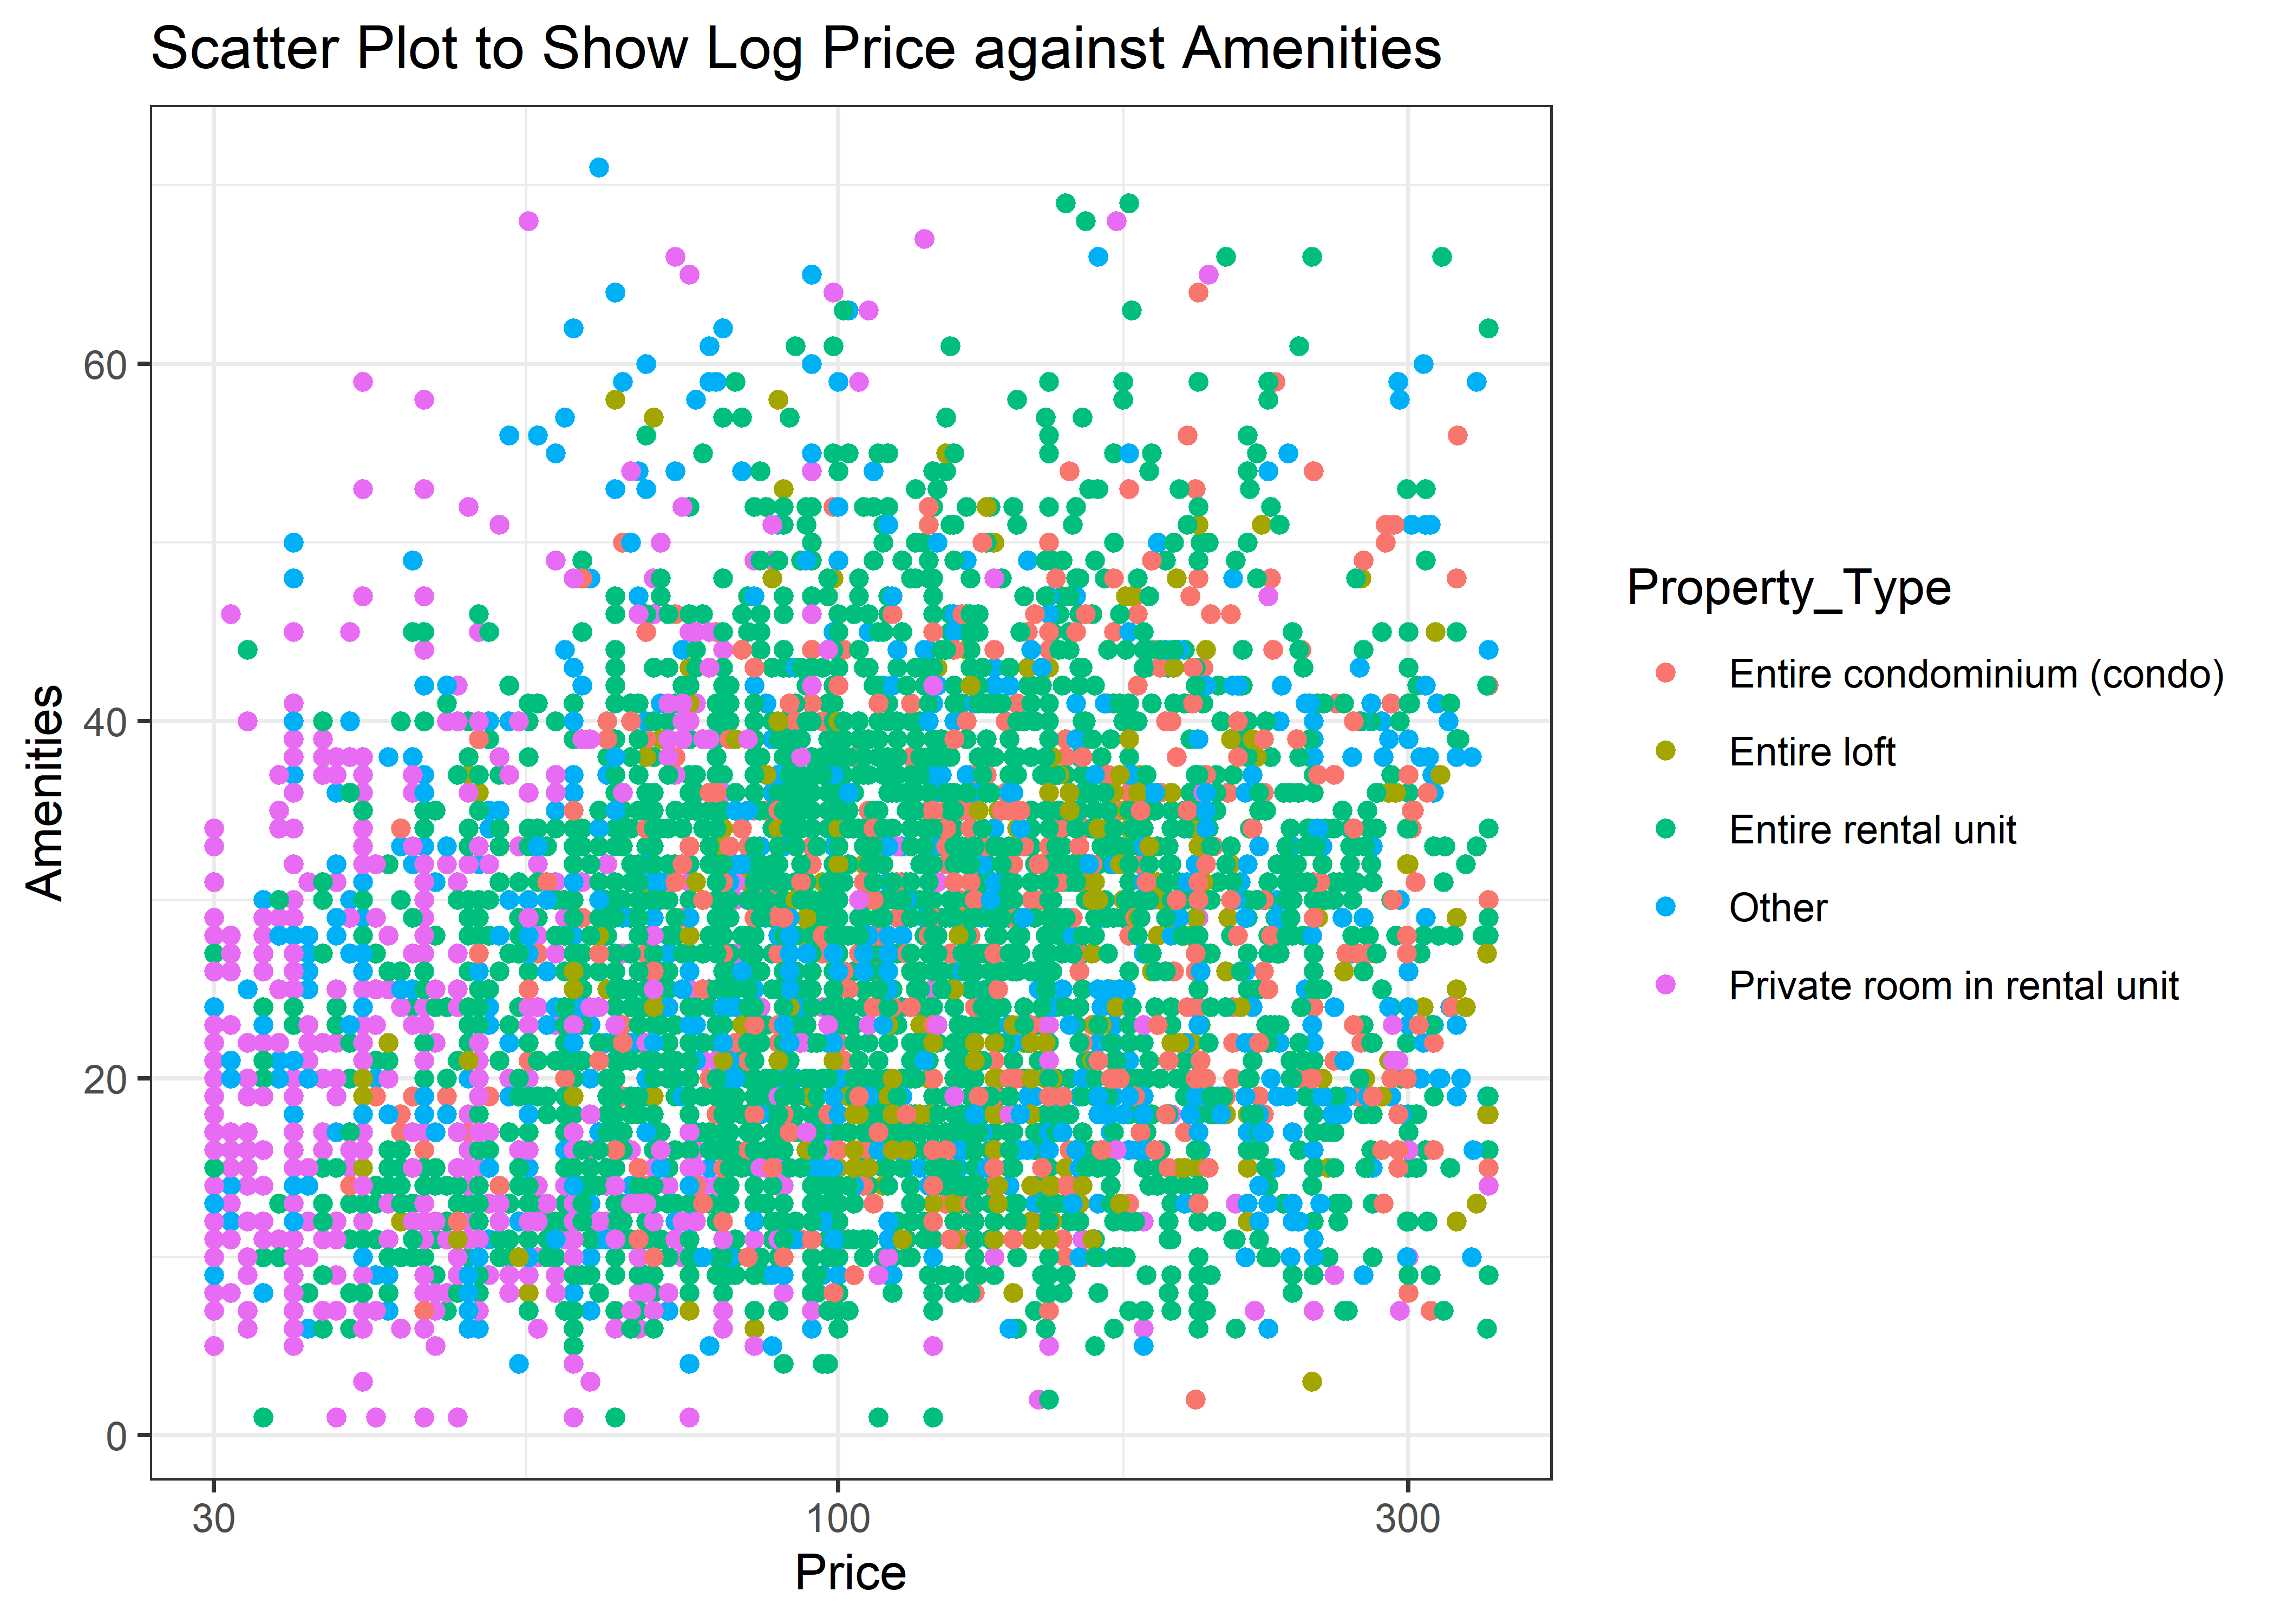 Scatter Plot to Show Log Price against Amenities
Amenities
60
40
20
0
30
100
300
Price
Property_Type
Entire condominium (condo)
Entire loft
Entire rental unit
Other
Private room in rental unit